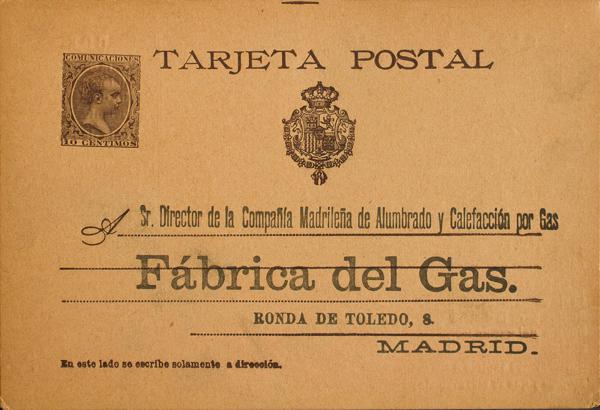 COMUNICACIONES
10 CENTIMOS
TARJETA POSTAL
A Sr. Director de la Compañía Madrileña de Alumbrado y Calefacción por Gas
Fábrica del Gas.
RONDA DE TOLEDO, 8.
MADRID.
En este lado se escribe solamente a dirección.